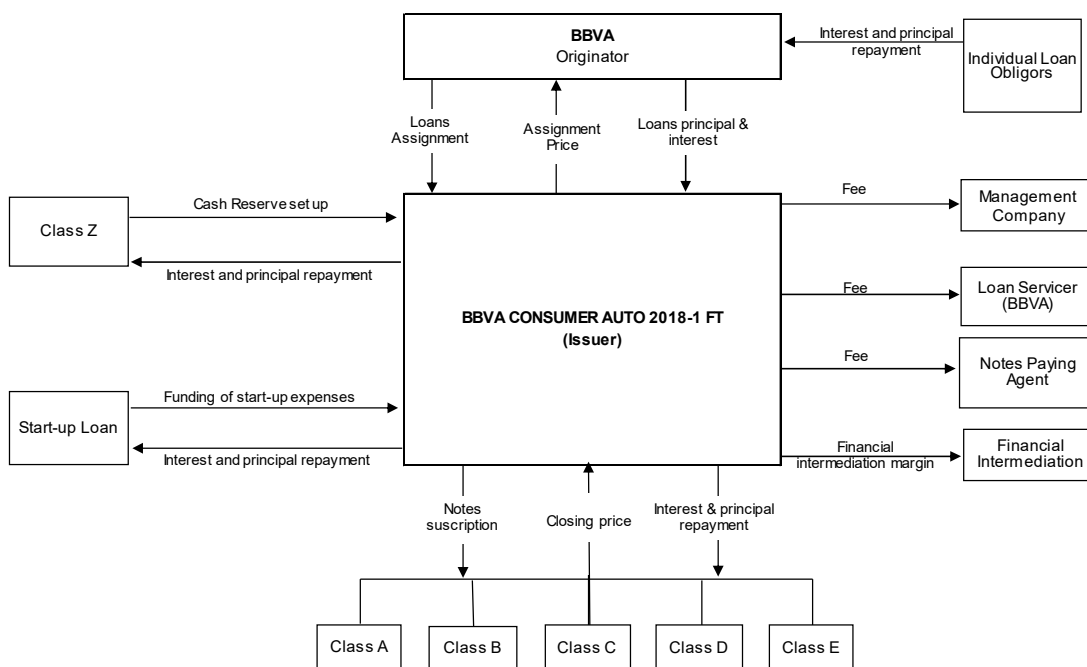 BBVA
Originator
Interest and principal
repayment
Individual Loan
Obligors
Loans
Assignment
Assignment
Price
Loans principal &
interest
Class Z
Cash Reserve set up
Interest and principal repayment
Fee
Management
Company
BBVA CONSUMER AUTO 2018-1 FT
(Issuer)
Fee
Loan Servicer
(BBVA)
Fee
Notes Paying
Agent
Start-up Loan
Funding of start-up expenses
Interest and principal repayment
Financial
intermediation margin
Financial
Intermediation
Notes
suscription
Closing price
Interest & principal
repayment
Class A
Class B
Class C
Class D
Class E